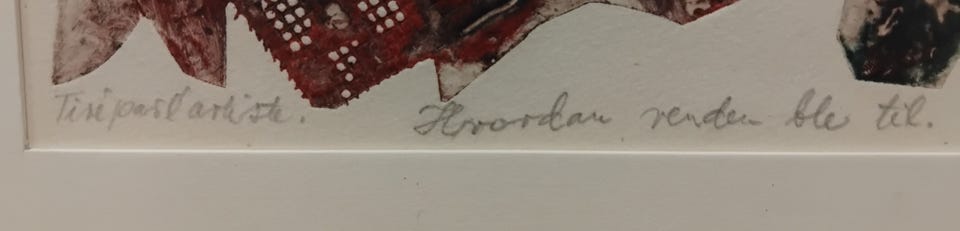 Tiré par l'artiste. Hvordan verden ble til.